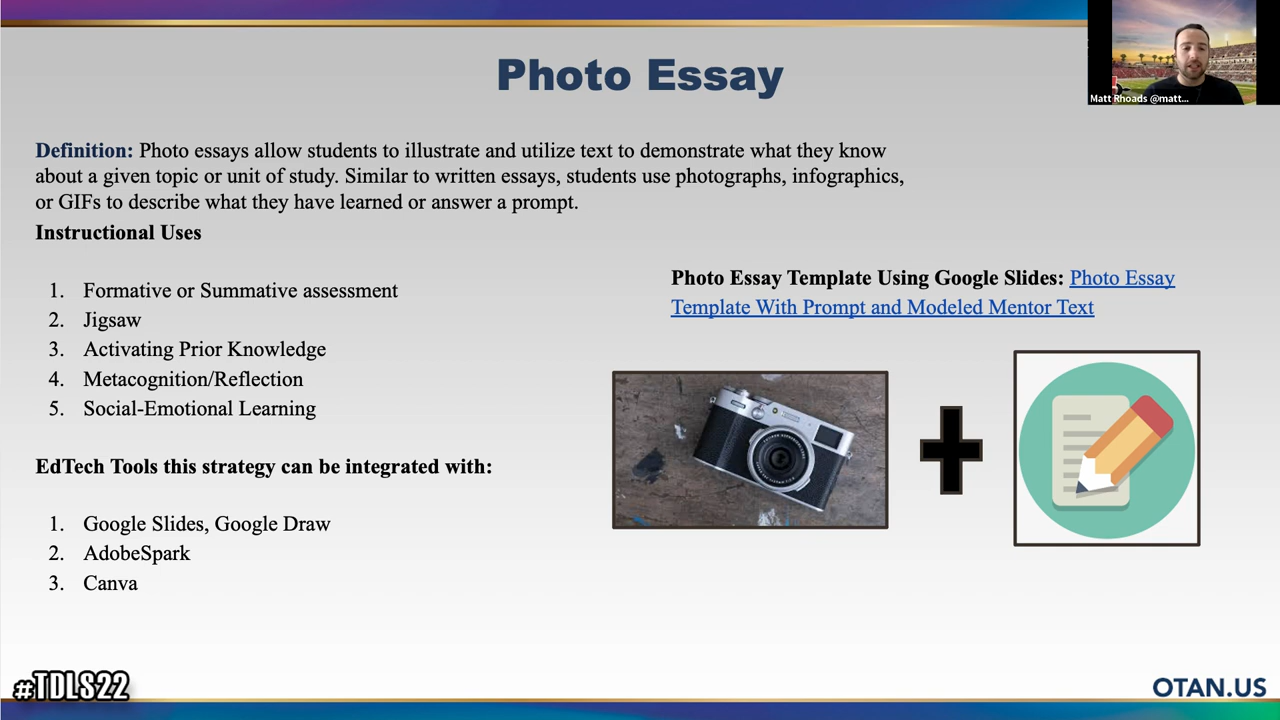 Photo Essay
Matt Rhoads @matt...
Definition: Photo essays allow students to illustrate and utilize text to demonstrate what they know
about a given topic or unit of study. Similar to written essays, students use photographs, infographics,
or GIFs to describe what they have learned or answer a prompt.
Instructional Uses
1. Formative or Summative assessment
2. Jigsaw
3. Activating Prior Knowledge
4. Metacognition/Reflection
5. Social-Emotional Learning
EdTech Tools this strategy can be integrated with:
1. Google Slides, Google Draw
2. AdobeSpark
3. Canva
Photo Essay Template Using Google Slides: Photo Essay
Template With Prompt and Modeled Mentor Text
#TDLS22
OTAN.US